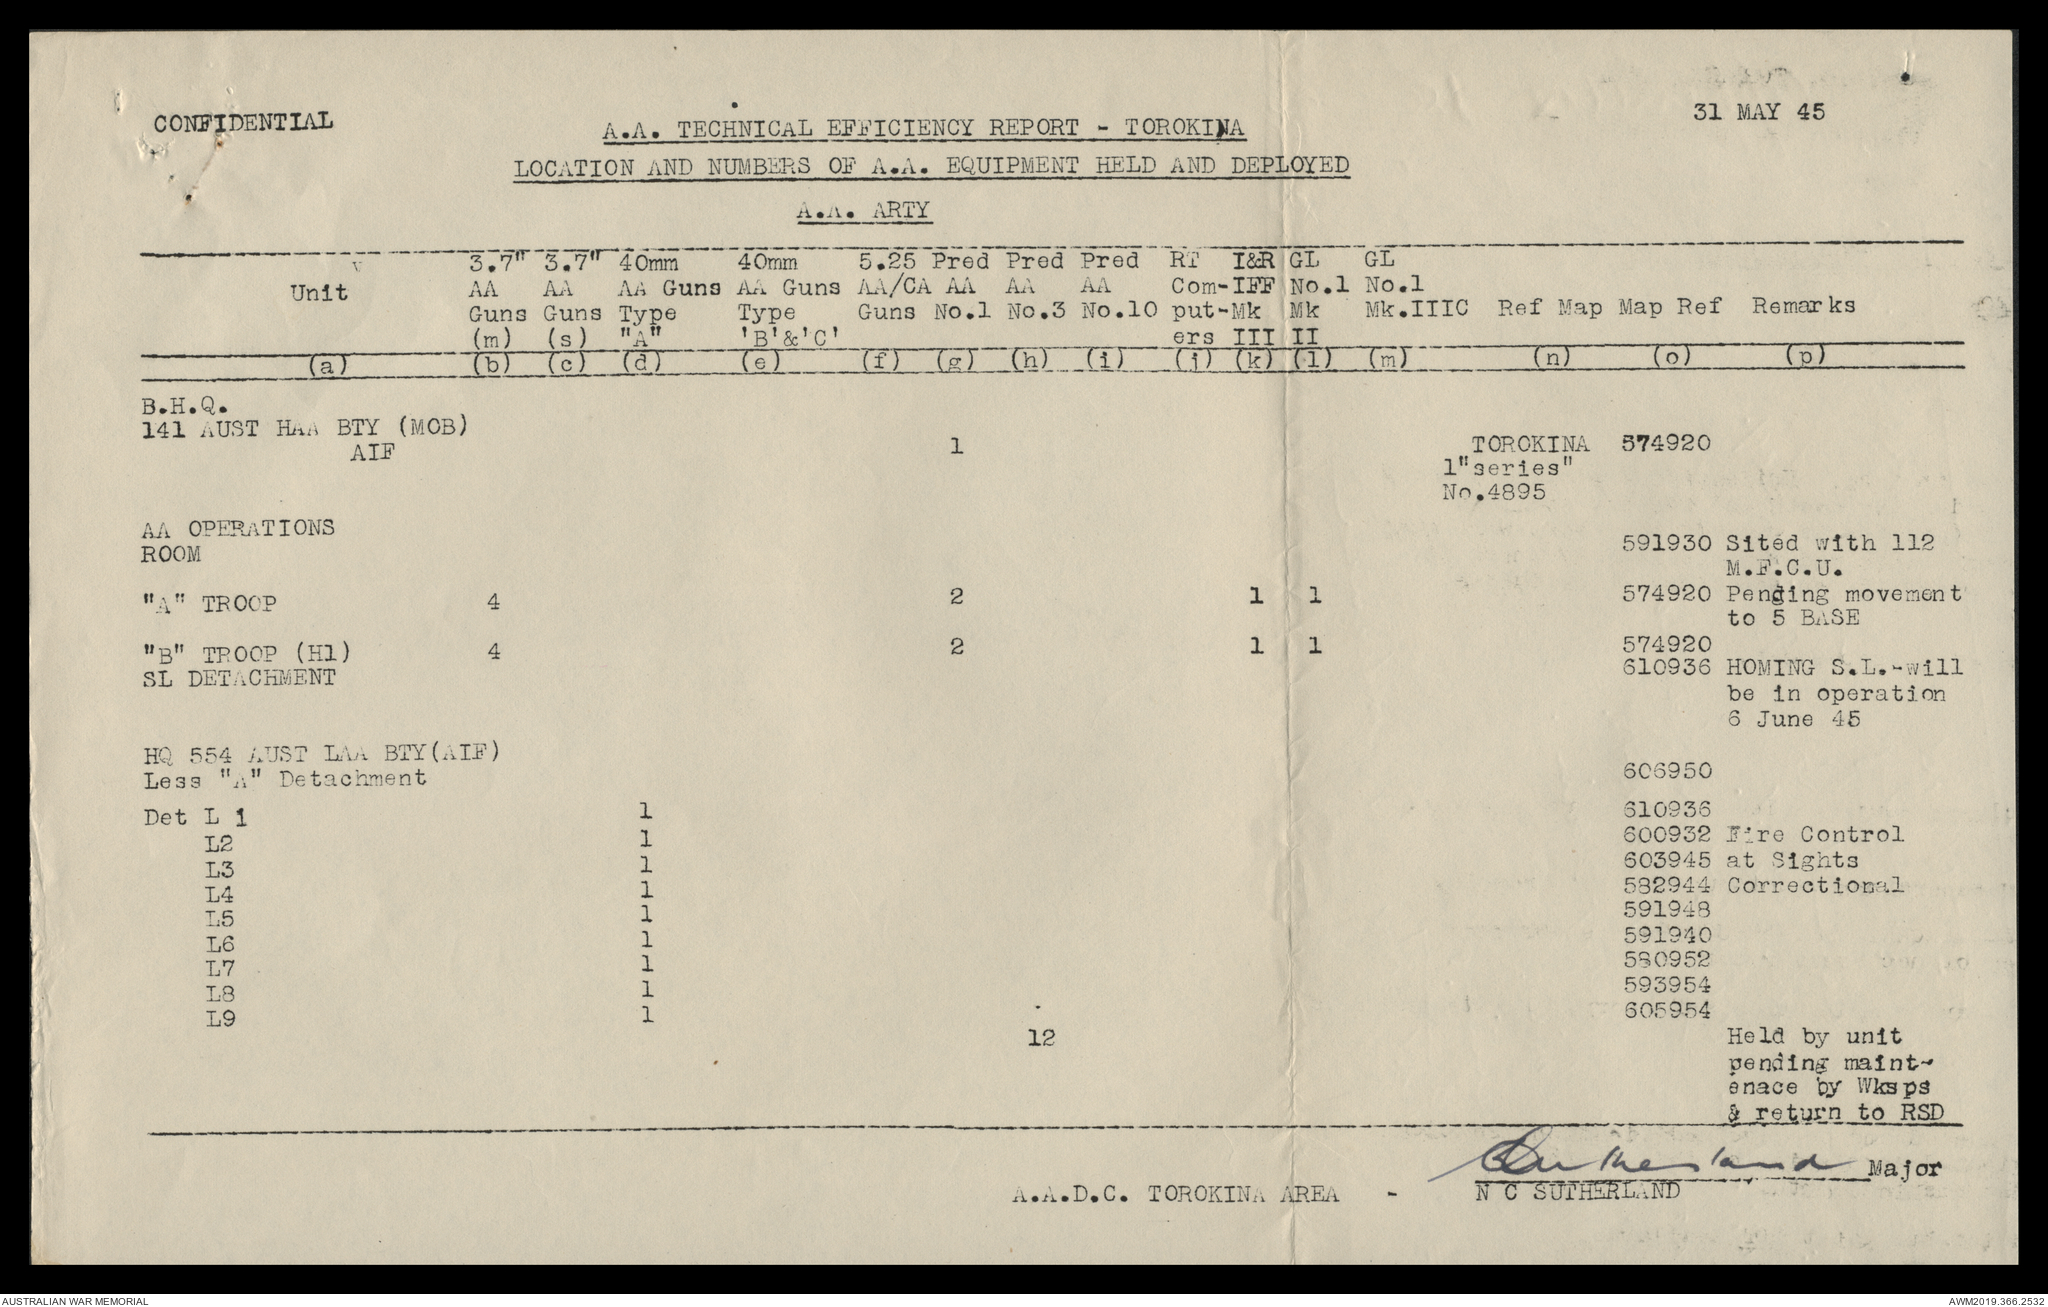 CONFIDENTIAL
31 MAY 45
A.A. TECHNICAL EFFICIENCY REPORT - TOROKINA
LOCATION AND NUMBERS OF A.A. EQUIPMENT HELD AND DEPLOYED
A.A. ARTY
3.7" 3.7" 40mm 40mm 5.25 Pred Pred Pred RT I&R GL GL
Unit AA AA AA Guns AA Guns AA/CA AA AA AA Com- IFF No.1 No.1
Guns Guns Type Type Guns No.1 No.3 No.10 put- Mk Mk Mk.IIIC Ref Map Map Ref Remarks
(m) (s) "A" 'B'&'C' ers III II
(a) (b) (c) (d) (e) (f) (g) (h) (i) (j) (k) (l) (m) (n) (o) (p)
B.H.Q.
141 AUST HAA BTY (MOB)
AIF 1 TOROKINA 574920
1"series"
No.4895
AA OPERATIONS
ROOM 591930 Sited with 112
M.F.C.U.
"A" TROOP 4 2 1 1 574920 Pending movement
to 5 BASE
"B" TROOP (H1) 4 2 1 1 574920
SL DETACHMENT 610936 HOMING S.L.-will
be in operation
6 June 45
HQ 554 AUST LAA BTY(AIF)
Less "A" Detachment 606950
Det L 1 1 610936
L2 1 600932 Fire Control
L3 1 603945 at Sights
L4 1 582944 Correctional
L5 1 591948
L6 1 591940
L7 1 580952
L8 1 593954
L9 1 605954
12 Held by unit
pending maint-
enace by Wksps
& return to RSD
Sutherland Major
A.A.D.C. TOROKINA AREA - N C SUTHERLAND
AUSTRALIAN WAR MEMORIAL
AWM2019.366.2532